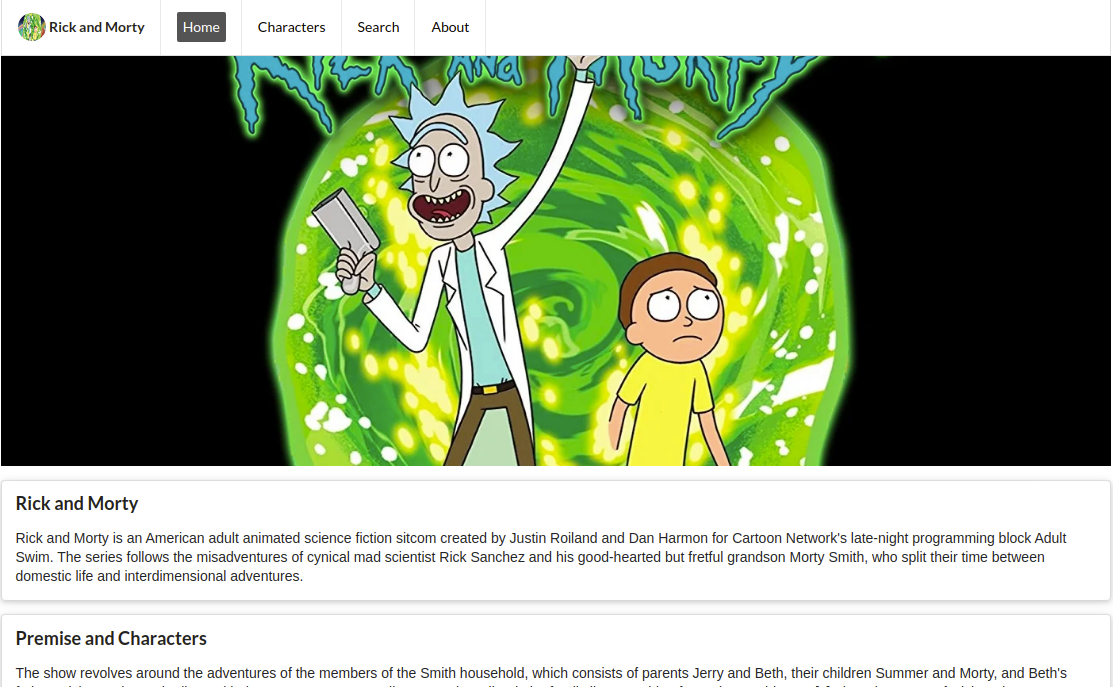 Rick and Morty
Home
Characters
Search
About
RICK AND MORTY
Rick and Morty
Rick and Morty is an American adult animated science fiction sitcom created by Justin Roiland and Dan Harmon for Cartoon Network's late-night programming block Adult
Swim. The series follows the misadventures of cynical mad scientist Rick Sanchez and his good-hearted but fretful grandson Morty Smith, who split their time between
domestic life and interdimensional adventures.
Premise and Characters
The show revolves around the adventures of the members of the Smith household, which consists of parents Jerry and Beth, their children Summer and Morty, and Beth's